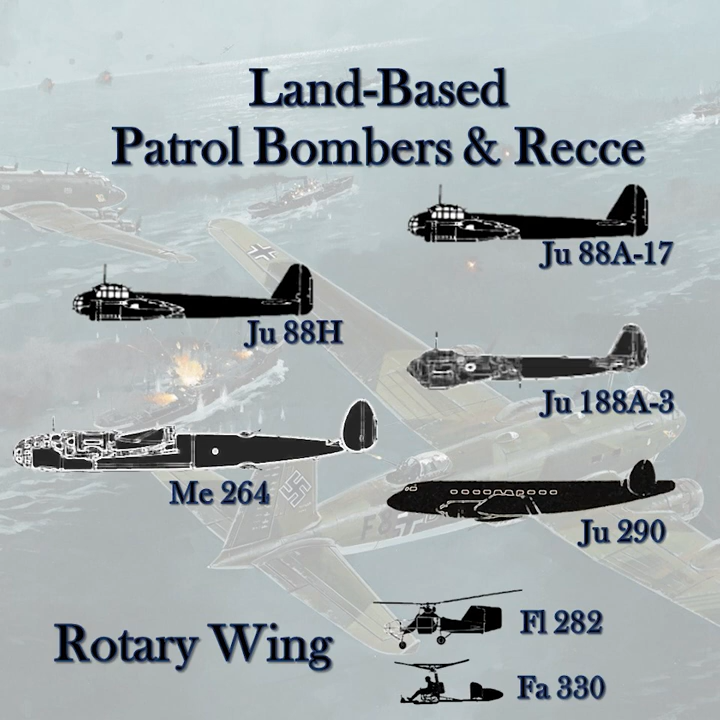 Land-Based
Patrol Bombers & Recce
Ju 88A-17
Ju 88H
Ju 188A-3
Me 264
Ju 290
Rotary Wing
Fl 282
Fa 330